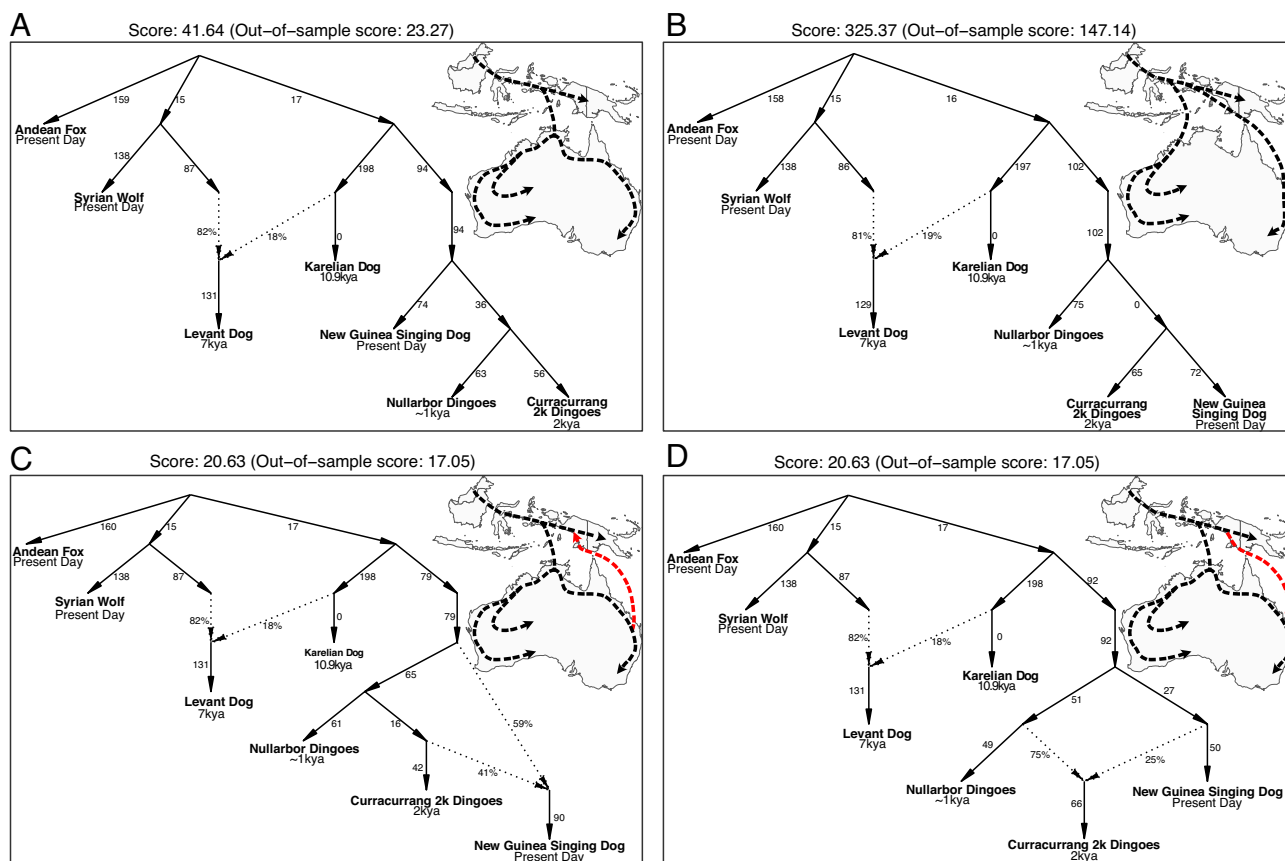 A
Score: 41.64 (Out-of-sample score: 23.27)
159
15
17
Andean Fox
Present Day
138
87
198
94
Syrian Wolf
Present Day
82%
18%
0
94
Karelian Dog
10.9kya
131
74
36
Levant Dog
7kya
New Guinea Singing Dog
Present Day
63
56
Nullarbor Dingoes
~1kya
Curracurrang
2k Dingoes
2kya
B
Score: 325.37 (Out-of-sample score: 147.14)
158
15
16
Andean Fox
Present Day
138
86
197
102
Syrian Wolf
Present Day
81%
19%
0
102
Karelian Dog
10.9kya
129
75
0
Levant Dog
7kya
Nullarbor Dingoes
~1kya
65
72
Curracurrang
2k Dingoes
2kya
New Guinea
Singing Dog
Present Day
C
Score: 20.63 (Out-of-sample score: 17.05)
160
15
17
Andean Fox
Present Day
138
87
198
79
Syrian Wolf
Present Day
82%
18%
0
79
Karelian Dog
10.9kya
131
65
Levant Dog
7kya
61
16
59%
Nullarbor Dingoes
~1kya
42
41%
Curracurrang 2k Dingoes
2kya
90
New Guinea Singing Dog
Present Day
D
Score: 20.63 (Out-of-sample score: 17.05)
160
15
17
Andean Fox
Present Day
138
87
198
92
Syrian Wolf
Present Day
82%
18%
0
92
Karelian Dog
10.9kya
131
51
27
Levant Dog
7kya
49
75%
25%
50
Nullarbor Dingoes
~1kya
New Guinea Singing Dog
Present Day
66
Curracurrang 2k Dingoes
2kya